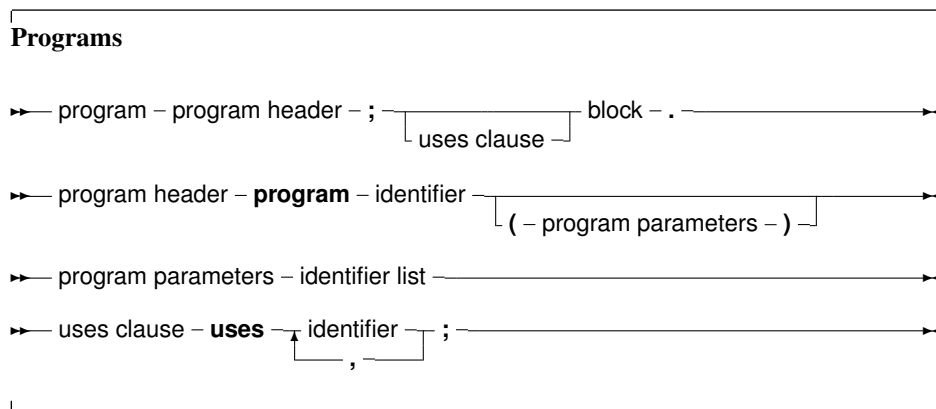 Programs
program – program header – ; – block – .
uses clause –
program header – program – identifier
( – program parameters – )
program parameters – identifier list
uses clause – uses – identifier – ;
,